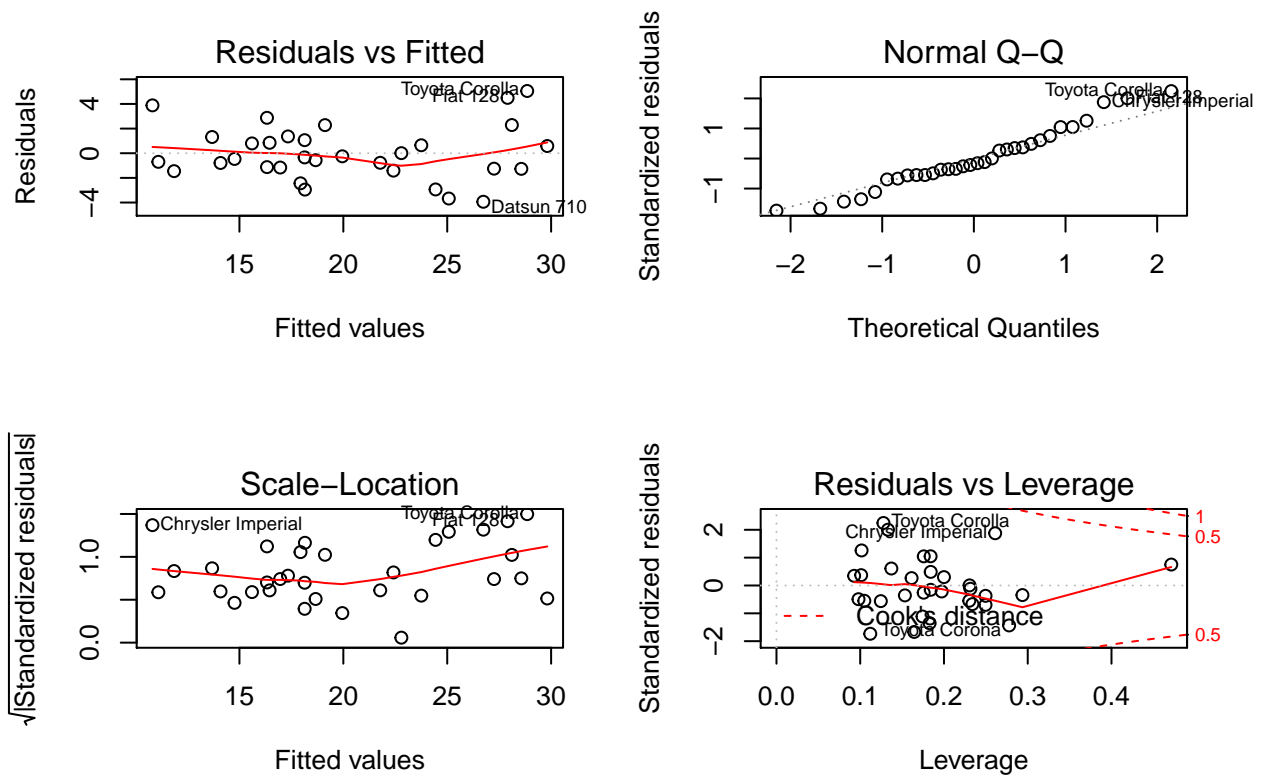 Residuals vs Fitted
Residuals
4
0
−4
Toyota Corolla
Fiat 128
Datsun 710
15 20 25 30
Fitted values
Normal Q−Q
Standardized residuals
1
−1
Toyota Corolla
Fiat 128
Chrysler Imperial
−2 −1 0 1 2
Theoretical Quantiles
Scale−Location
√|Standardized residuals|
1.0
0.0
Chrysler Imperial
Toyota Corolla
Fiat 128
15 20 25 30
Fitted values
Residuals vs Leverage
Standardized residuals
2
0
−2
Toyota Corolla
Chrysler Imperial
Toyota Corona
Cook's distance
1
0.5
0.5
0.0 0.1 0.2 0.3 0.4
Leverage